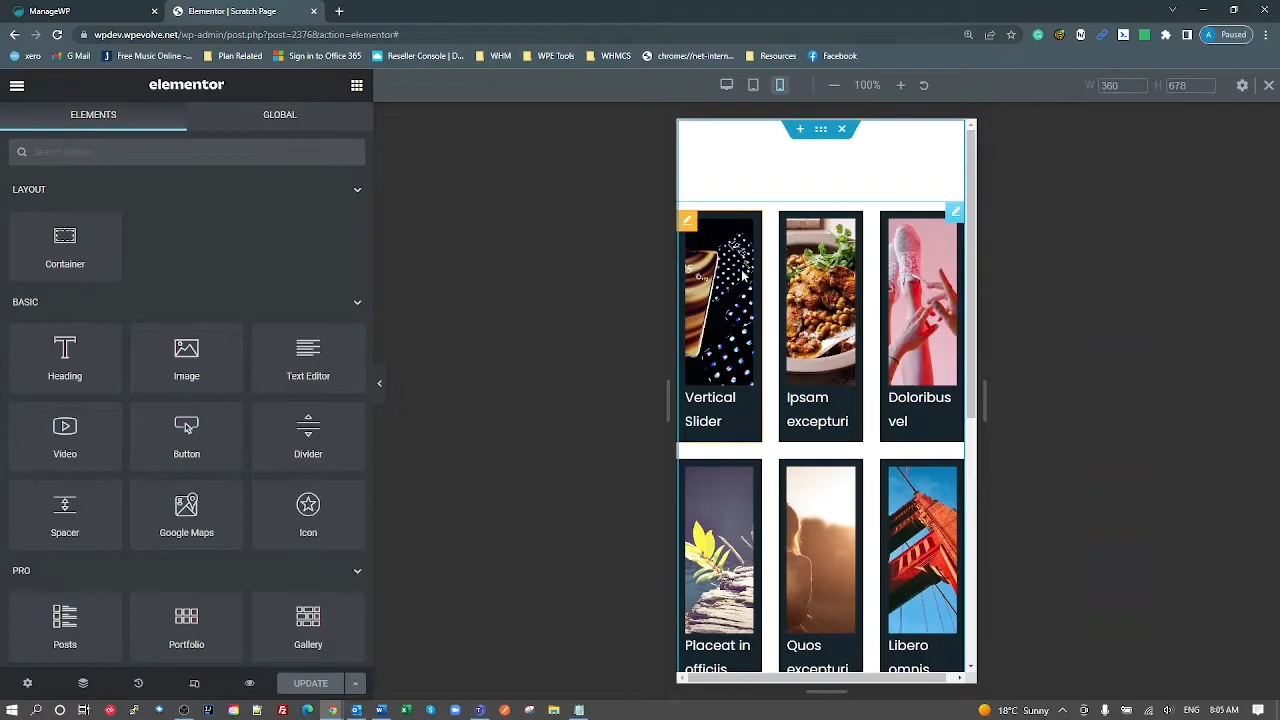 ManageWP
Elementor | Scratch Page
wpdev.perpave.net/wp-admin/post.php?post=2376&action=elementor#
Paused
xero
G Mail
Free Music Online -...
Plan Related
Sign in to Office 365
Reseller Console | D...
WHM
WPE Tools
WHMCS
chrome://net-intern...
Resources
Facebook
elementor
100%
W 360
H 678
ELEMENTS
GLOBAL
LAYOUT
Container
BASIC
Heading
Image
Text Editor
Video
Button
Divider
Spacer
Google Maps
Icon
PRO
Posts
Portfolio
Gallery
UPDATE
Vertical
Slider
Ipsam
excepturi
Doloribus
vel
Placeat in
officiis
Quos
excepturi
Libero
omnis
18°C Sunny
ENG
8:05 AM